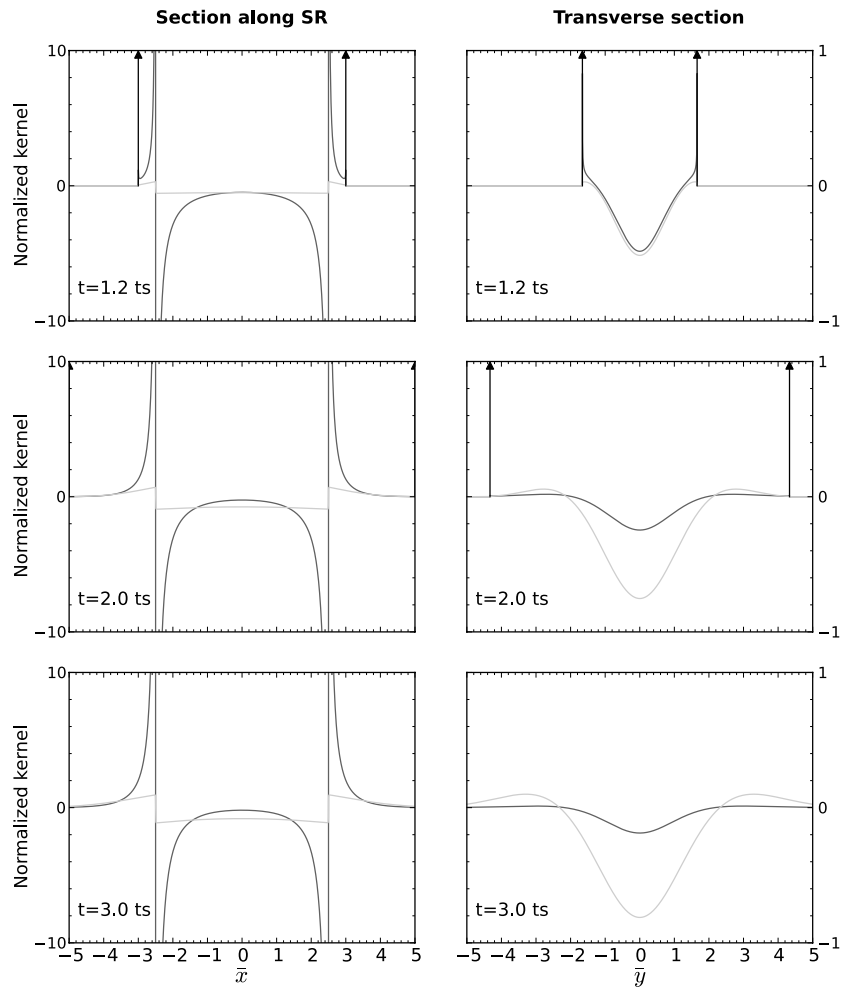 Section along SR
Transverse section
Normalized kernel
10
0
−10
t=1.2 ts
1
0
−1
t=1.2 ts
Normalized kernel
10
0
−10
t=2.0 ts
1
0
−1
t=2.0 ts
Normalized kernel
10
0
−10
t=3.0 ts
1
0
−1
t=3.0 ts
−5 −4 −3 −2 −1 0 1 2 3 4 5
x̄
−5 −4 −3 −2 −1 0 1 2 3 4 5
ȳ